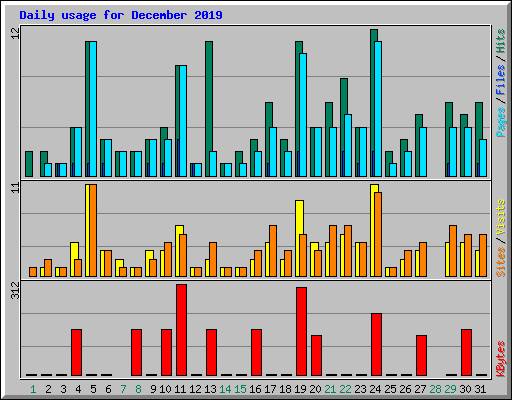 Daily usage for December 2019
12
Pages/Files/Hits
11
Sites/Visits
312
KBytes
1 2 3 4 5 6 7 8 9 10 11 12 13 14 15 16 17 18 19 20 21 22 23 24 25 26 27 28 29 30 31